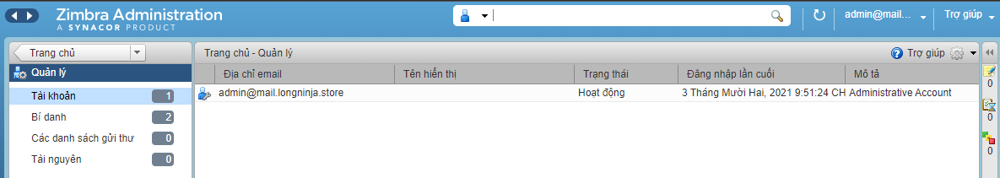 Zimbra Administration
A SYNACOR PRODUCT
admin@mail...
Trợ giúp
Trang chủ
Trang chủ - Quản lý
Trợ giúp
Quản lý
Địa chỉ email Tên hiển thị Trạng thái Đăng nhập lần cuối Mô tả
Tài khoản 1
admin@mail.longninja.store Hoạt động 3 Tháng Mười Hai, 2021 9:51:24 CH Administrative Account
Bí danh 2
Các danh sách gửi thư 0
Tài nguyên 0
0
0
0